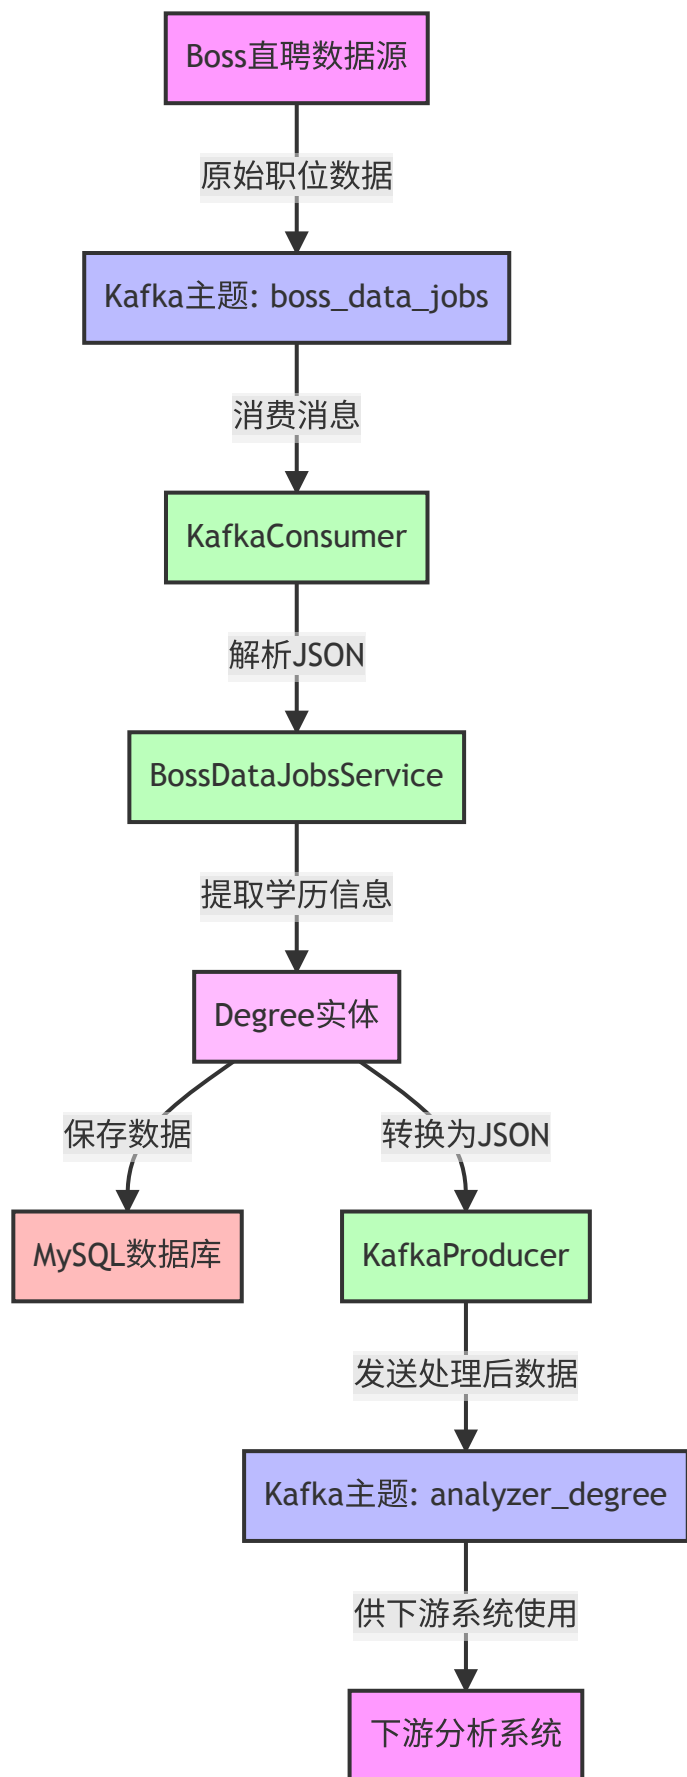 Boss直聘数据源
原始职位数据
Kafka主题: boss_data_jobs
消费消息
KafkaConsumer
解析JSON
BossDataJobsService
提取学历信息
Degree实体
保存数据
转换为JSON
MySQL数据库
KafkaProducer
发送处理后数据
Kafka主题: analyzer_degree
供下游系统使用
下游分析系统